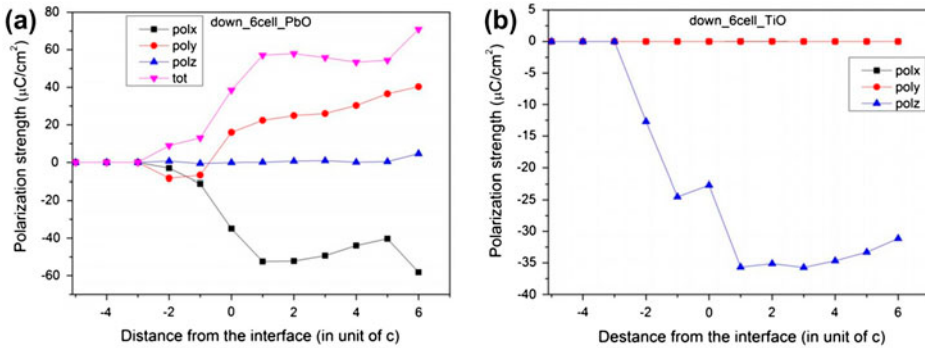 (a)
down_6cell_PbO
polx
poly
polz
tot
Polarization strength (μC/cm²)
80
60
40
20
0
-20
-40
-60
-4
-2
0
2
4
6
Distance from the interface (in unit of c)
(b)
down_6cell_TiO
polx
poly
polz
Polarization strength (μC/cm²)
5
0
-5
-10
-15
-20
-25
-30
-35
-40
-4
-2
0
2
4
6
Destance from the interface (in unit of c)